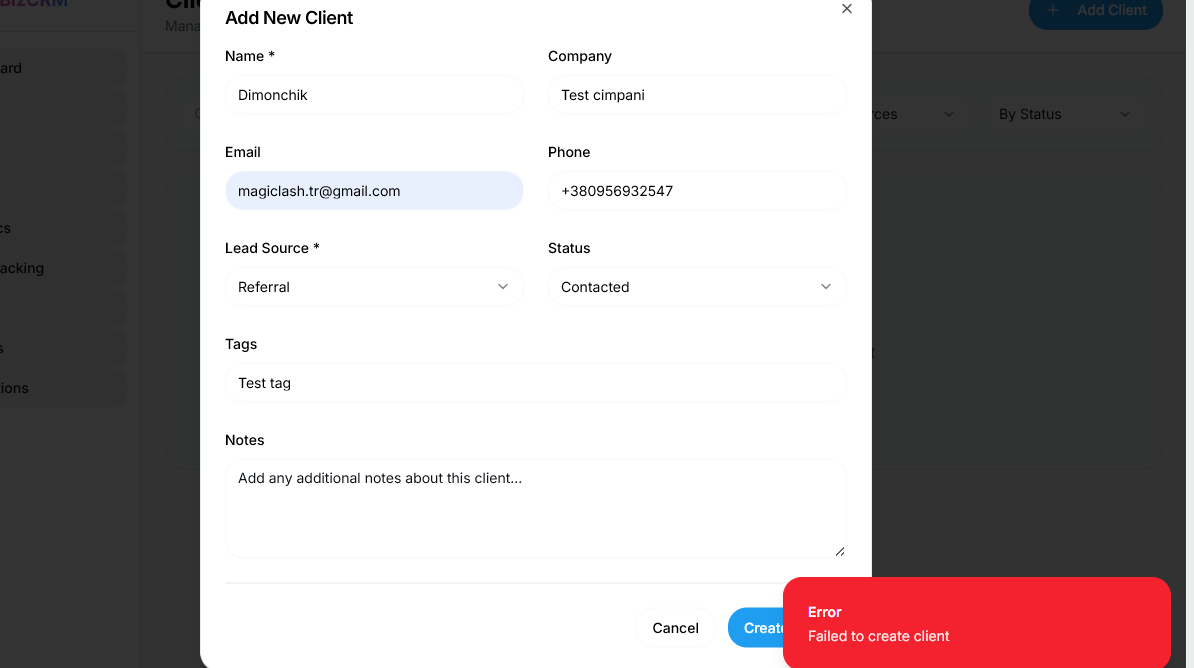 BizCRM
Add New Client
Add Client
ard
Name *
Company
Dimonchik
Test cimpani
rces
By Status
Email
Phone
magiclash.tr@gmail.com
+380956932547
cs
Lead Source *
Status
acking
Referral
Contacted
Tags
s
Test tag
t
ions
Notes
Add any additional notes about this client...
Cancel
Create
Error
Failed to create client